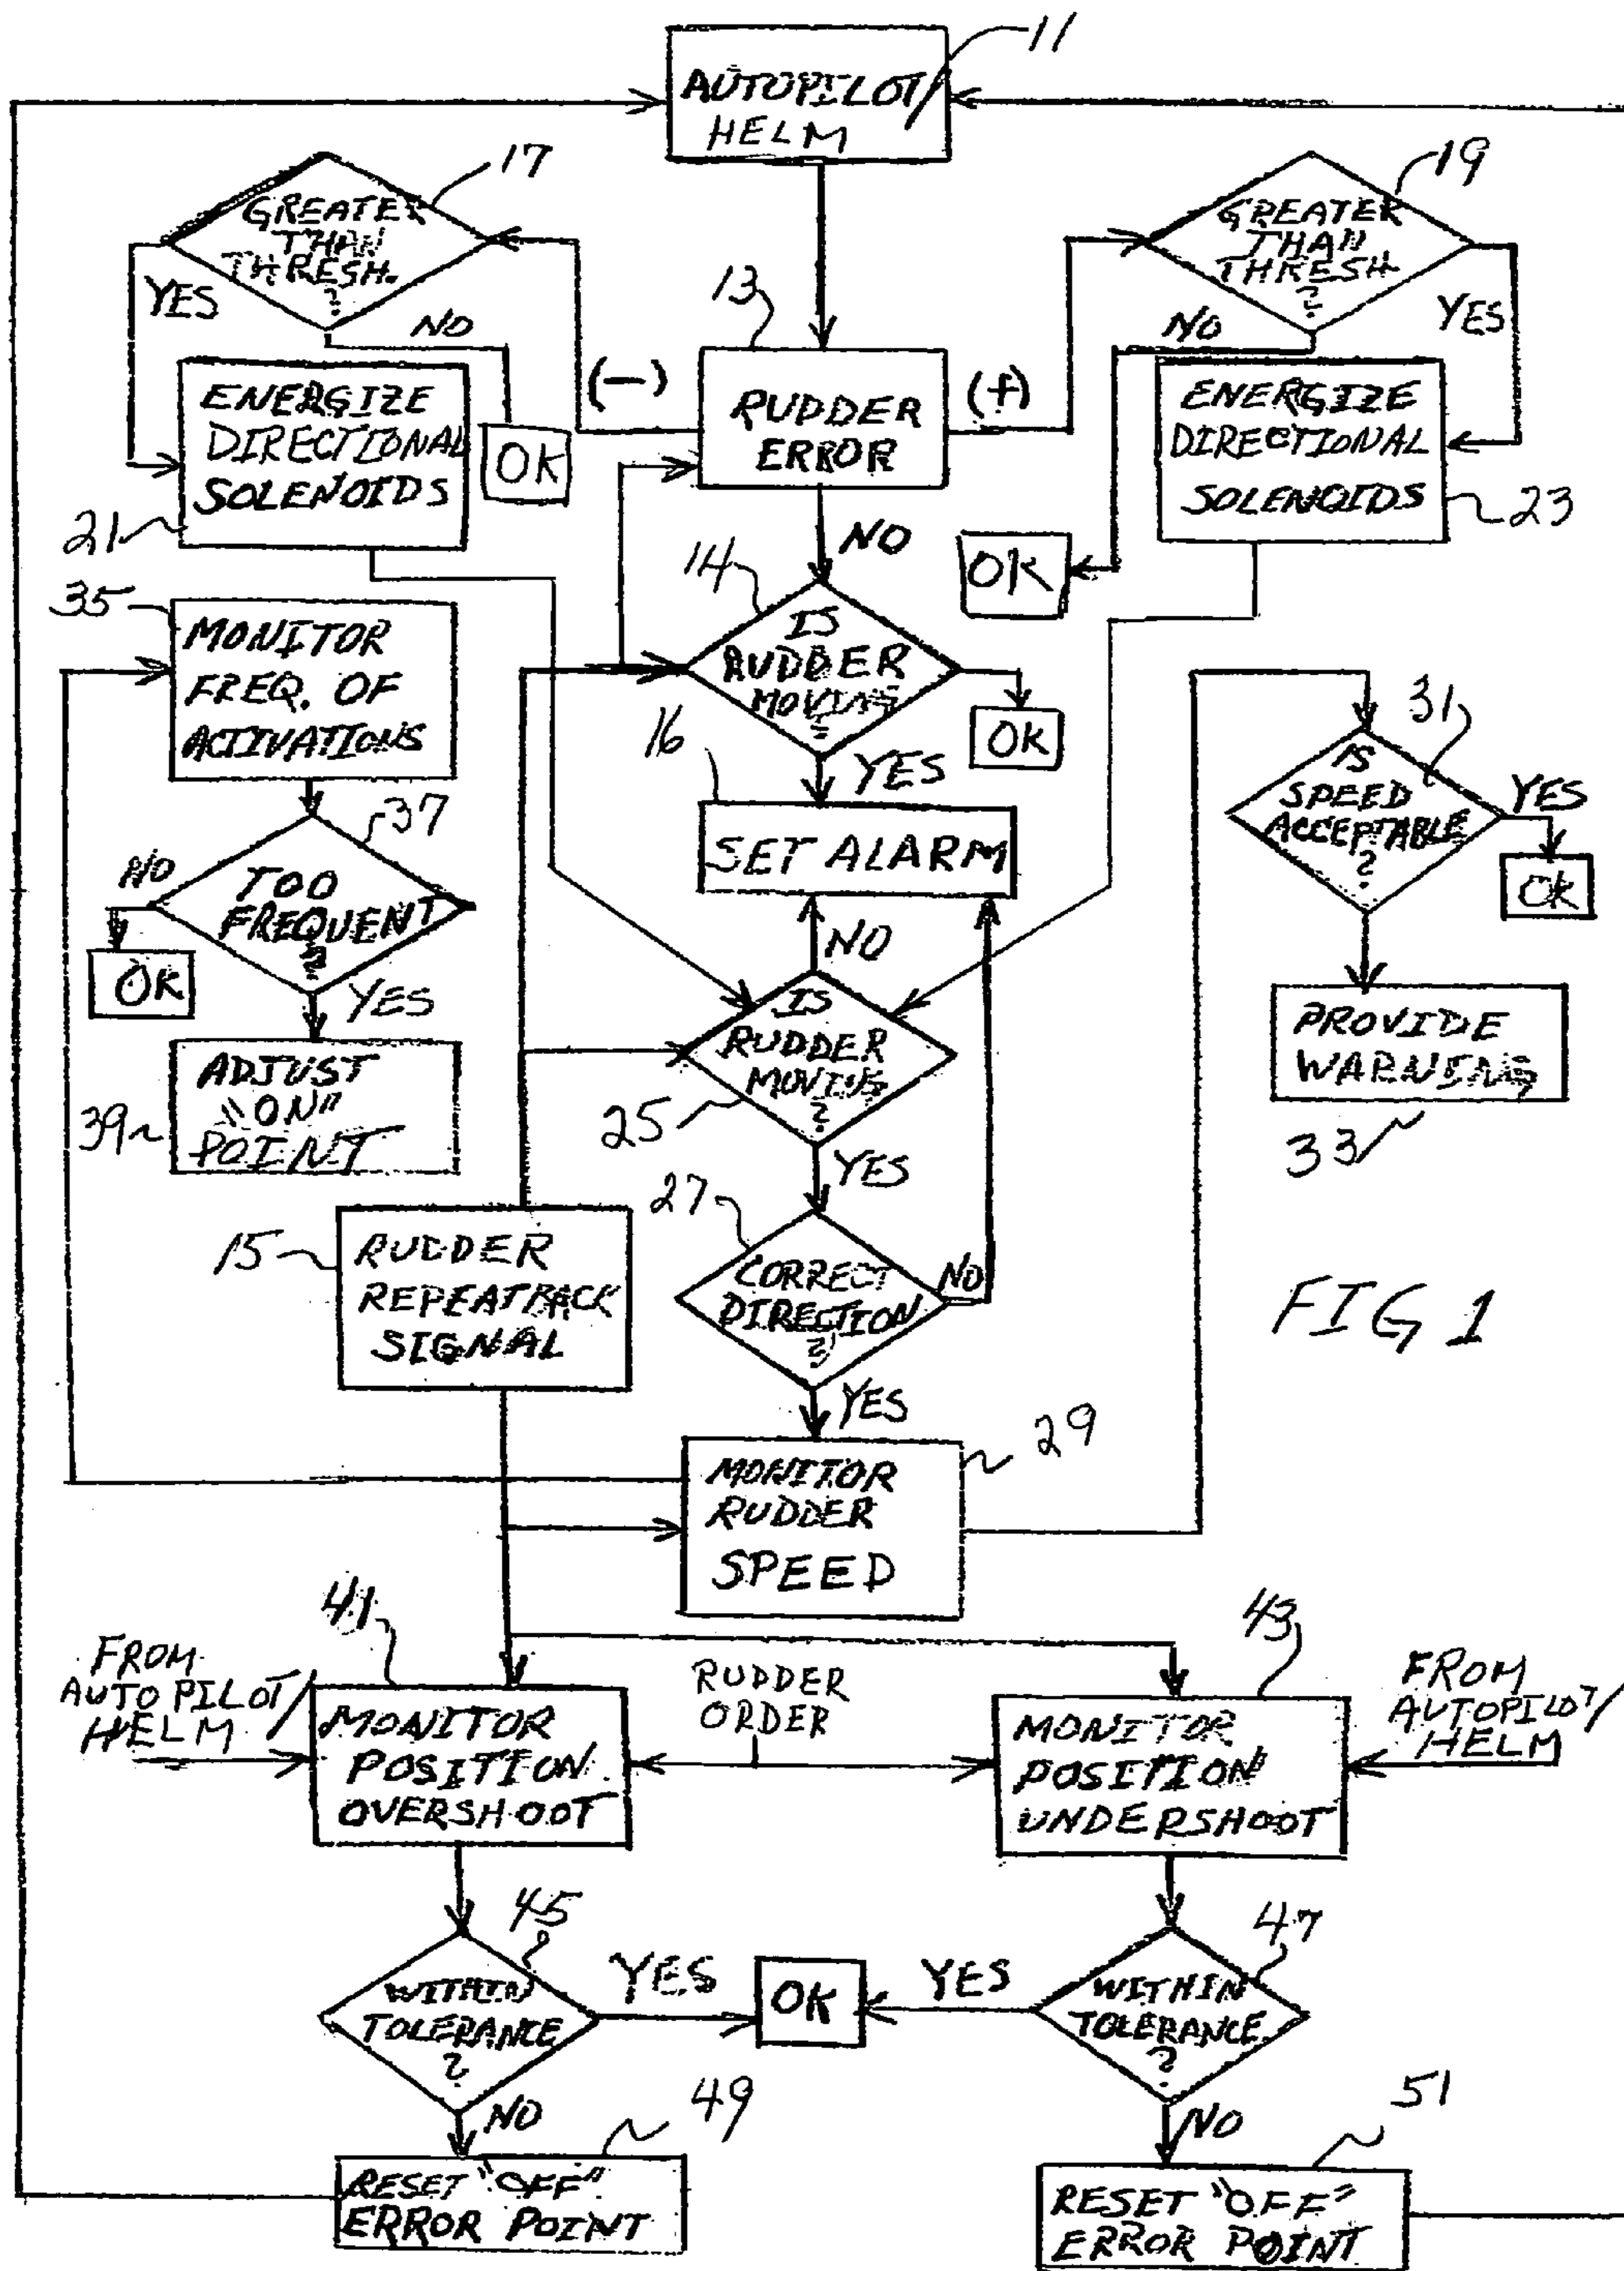 11
AUTOPILOT/
HELM
17
GREATER
THAN
THRESH.
?
YES
NO
19
GREATER
THAN
THRESH
?
NO
YES
13
(-)
RUDDER
ERROR
(+)
ENERGIZE
DIRECTIONAL
SOLENOIDS
21
OK
ENERGIZE
DIRECTIONAL
SOLENOIDS
23
NO
OK
14
IS
RUDDER
MOVING
?
OK
16
YES
SET ALARM
35
MONITOR
FREQ. OF
ACTIVATIONS
37
NO
TOO
FREQUENT
?
OK
YES
ADJUST
"ON"
POINT
39
31
IS
SPEED
ACCEPTABLE
?
YES
OK
PROVIDE
WARNING
33
NO
IS
RUDDER
MOVING
?
25
YES
27
CORRECT
DIRECTION
?
NO
YES
15
RUDDER
REPEATBACK
SIGNAL
FIG 1
29
MONITOR
RUDDER
SPEED
41
FROM
AUTOPILOT/
HELM
MONITOR
POSITION
OVERSHOOT
RUDDER
ORDER
43
MONITOR
POSITION
UNDERSHOOT
FROM
AUTOPILOT/
HELM
45
WITHIN
TOLERANCE
?
YES
OK
YES
47
WITHIN
TOLERANCE
?
NO
49
RESET "OFF"
ERROR POINT
NO
51
RESET "OFF"
ERROR POINT